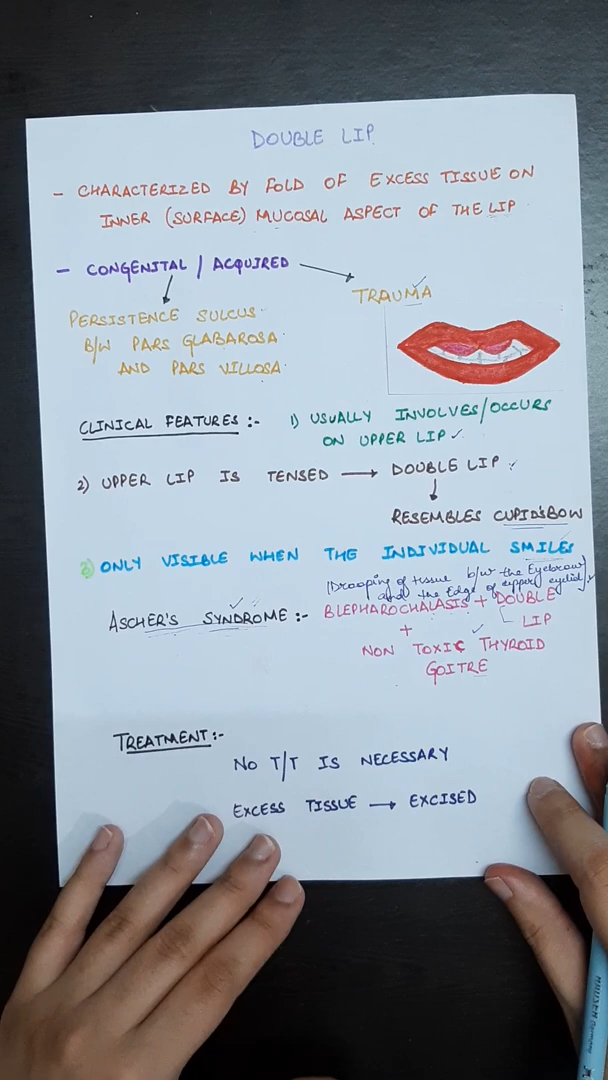 DOUBLE LIP
- CHARACTERIZED BY FOLD OF EXCESS TISSUE ON
INNER (SURFACE) MUCOSAL ASPECT OF THE LIP
- CONGENITAL / ACQUIRED
TRAUMA
PERSISTENCE SULCUS
B/W PARS GLABAROSA
AND PARS VILLOSA
CLINICAL FEATURES :- 1) USUALLY INVOLVES/OCCURS
ON UPPER LIP
2) UPPER LIP IS TENSED → DOUBLE LIP
RESEMBLES CUPID'S BOW
3) ONLY VISIBLE WHEN THE INDIVIDUAL SMILES
(Drooping of tissue b/w the Eyebrow
and the Edge of upper eyelid)
ASCHER'S SYNDROME :- BLEPHAROCHALASIS + DOUBLE
LIP
+
NON TOXIC THYROID
GOITRE
TREATMENT :-
NO T/T IS NECESSARY
EXCESS TISSUE → EXCISED